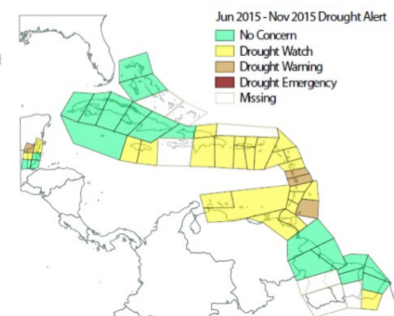 Jun 2015 - Nov 2015 Drought Alert
No Concern
Drought Watch
Drought Warning
Drought Emergency
Missing